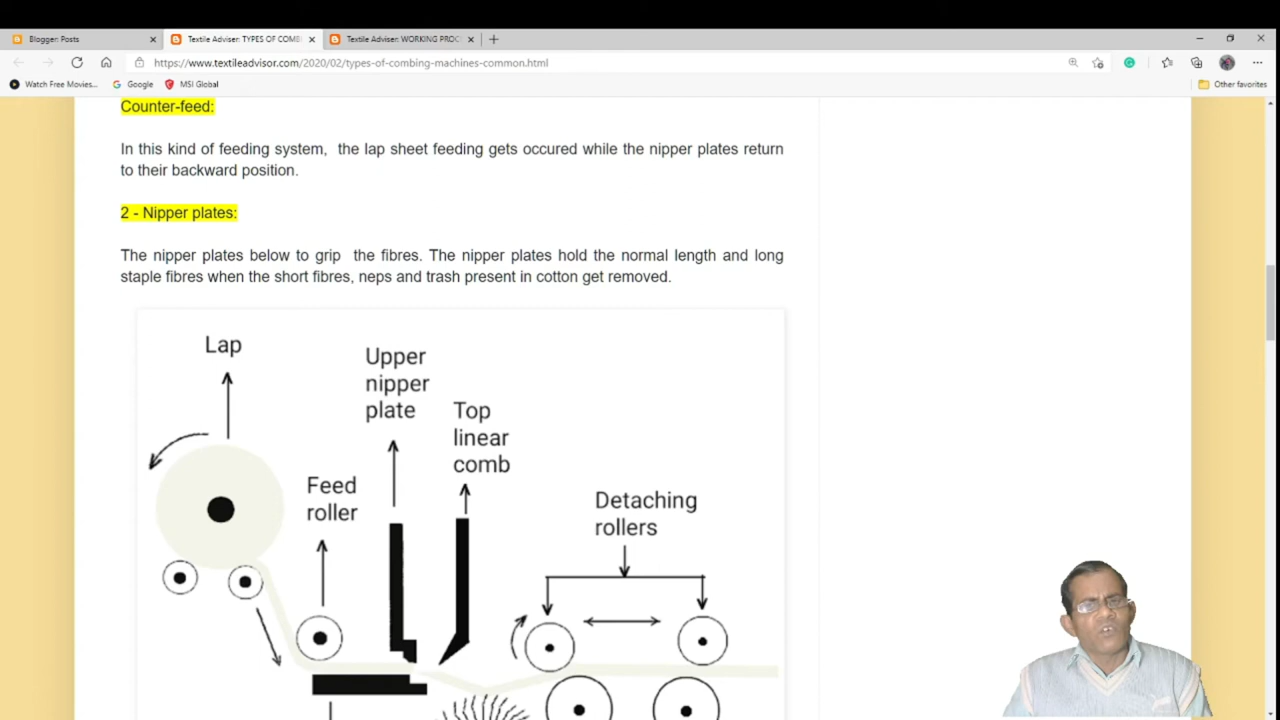 Blogger: Posts
Textile Adviser: TYPES OF COMB
Textile Adviser: WORKING PROC
https://www.textileadvisor.com/2020/02/types-of-combing-machines-common.html
Watch Free Movies...
Google
MSI Global
Other favorites
Counter-feed:
In this kind of feeding system, the lap sheet feeding gets occured while the nipper plates return
to their backward position.
2 - Nipper plates:
The nipper plates below to grip the fibres. The nipper plates hold the normal length and long
staple fibres when the short fibres, neps and trash present in cotton get removed.
Lap
Upper
nipper
plate
Top
linear
comb
Feed
roller
Detaching
rollers